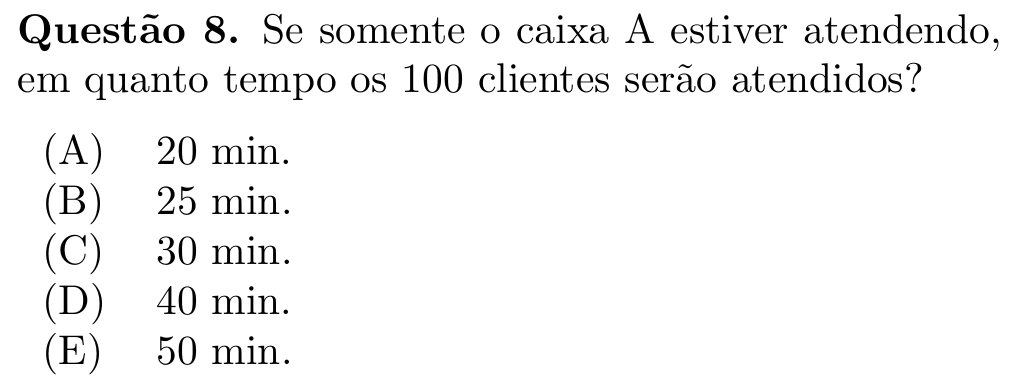 Questão 8. Se somente o caixa A estiver atendendo,
em quanto tempo os 100 clientes serão atendidos?
(A) 20 min.
(B) 25 min.
(C) 30 min.
(D) 40 min.
(E) 50 min.